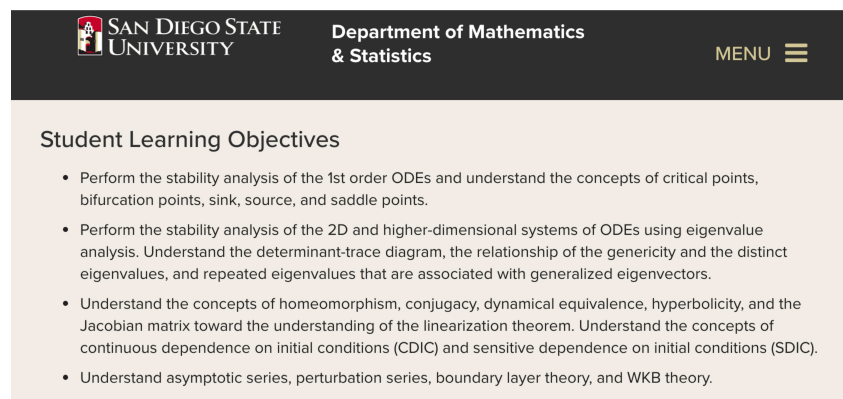 SAN DIEGO STATE
UNIVERSITY
Department of Mathematics
& Statistics
MENU
Student Learning Objectives
• Perform the stability analysis of the 1st order ODEs and understand the concepts of critical points,
bifurcation points, sink, source, and saddle points.
• Perform the stability analysis of the 2D and higher-dimensional systems of ODEs using eigenvalue
analysis. Understand the determinant-trace diagram, the relationship of the genericity and the distinct
eigenvalues, and repeated eigenvalues that are associated with generalized eigenvectors.
• Understand the concepts of homeomorphism, conjugacy, dynamical equivalence, hyperbolicity, and the
Jacobian matrix toward the understanding of the linearization theorem. Understand the concepts of
continuous dependence on initial conditions (CDIC) and sensitive dependence on initial conditions (SDIC).
• Understand asymptotic series, perturbation series, boundary layer theory, and WKB theory.